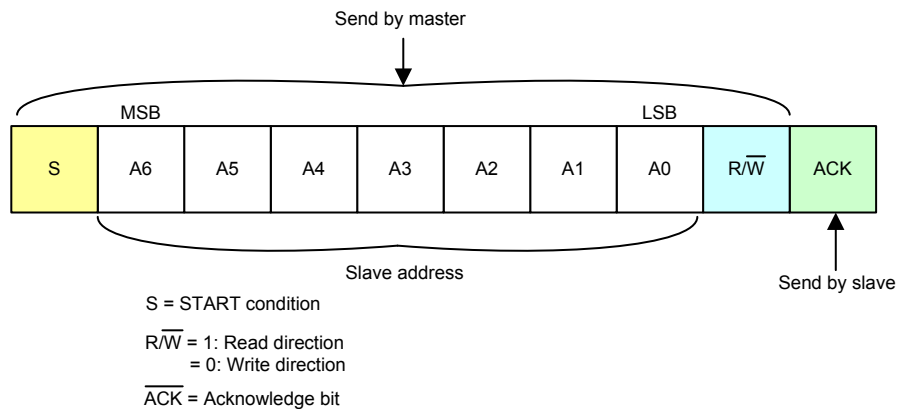 Send by master
MSB LSB
S A6 A5 A4 A3 A2 A1 A0 R/W̅ ACK
Slave address
Send by slave
S = START condition
R/W̅ = 1: Read direction
= 0: Write direction
A̅C̅K̅ = Acknowledge bit